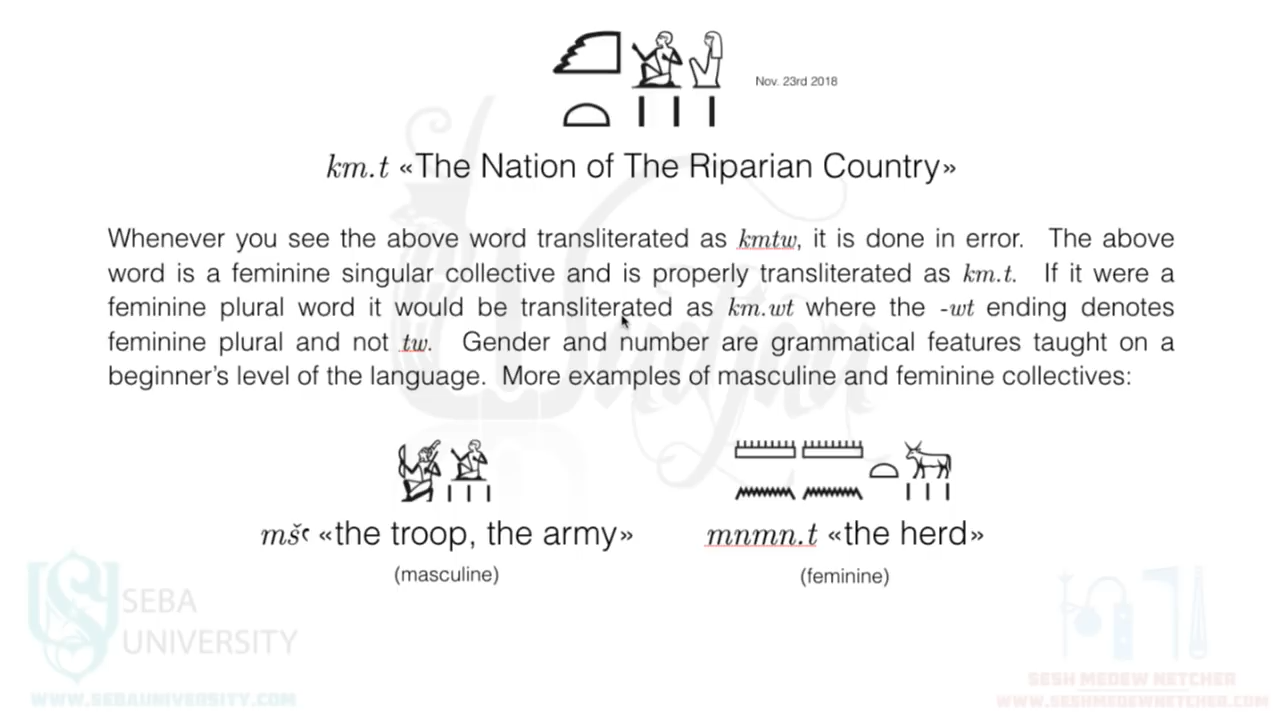 Nov. 23rd 2018
km.t «The Nation of The Riparian Country»
Whenever you see the above word transliterated as kmtw, it is done in error. The above
word is a feminine singular collective and is properly transliterated as km.t. If it were a
feminine plural word it would be transliterated as km.wt where the -wt ending denotes
feminine plural and not tw. Gender and number are grammatical features taught on a
beginner's level of the language. More examples of masculine and feminine collectives:
mšꜥ «the troop, the army»
(masculine)
mnmn.t «the herd»
(feminine)
SEBA
UNIVERSITY
WWW.SEBAUNIVERSITY.COM
SESH MEDEW NETCHER
WWW.SESHMEDEWNETCHER.COM